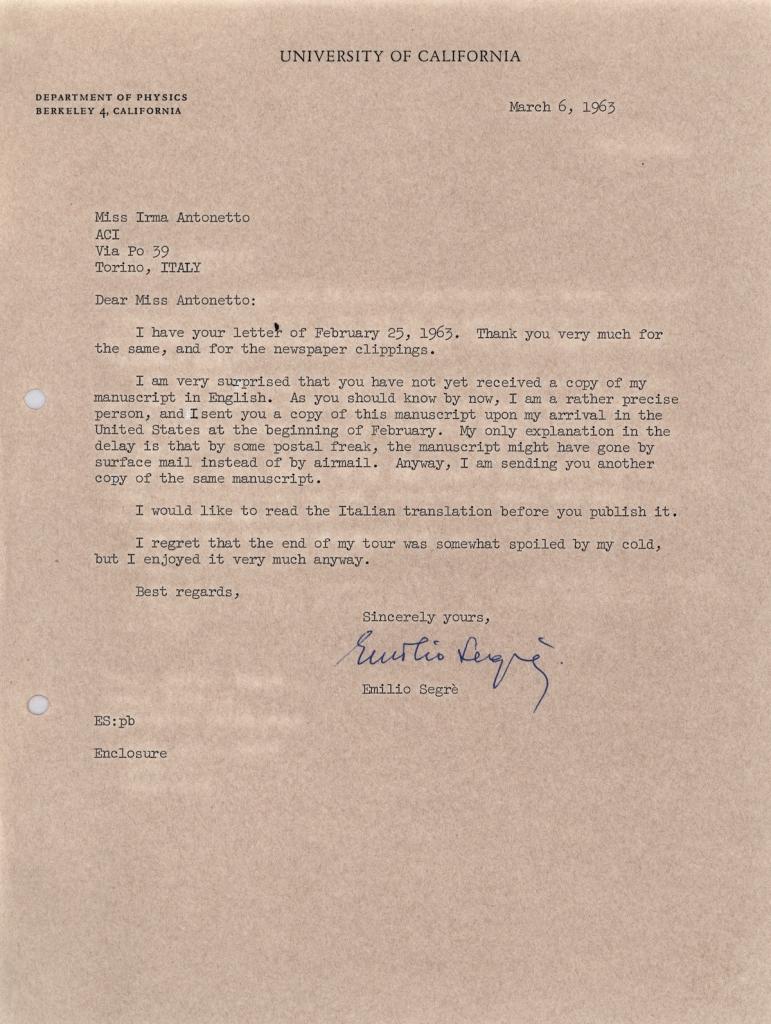 UNIVERSITY OF CALIFORNIA
DEPARTMENT OF PHYSICS
BERKELEY 4, CALIFORNIA
March 6, 1963
Miss Irma Antonetto
ACI
Via Po 39
Torino, ITALY
Dear Miss Antonetto:
I have your letter of February 25, 1963. Thank you very much for
the same, and for the newspaper clippings.
I am very surprised that you have not yet received a copy of my
manuscript in English. As you should know by now, I am a rather precise
person, and I sent you a copy of this manuscript upon my arrival in the
United States at the beginning of February. My only explanation in the
delay is that by some postal freak, the manuscript might have gone by
surface mail instead of by airmail. Anyway, I am sending you another
copy of the same manuscript.
I would like to read the Italian translation before you publish it.
I regret that the end of my tour was somewhat spoiled by my cold,
but I enjoyed it very much anyway.
Best regards,
Sincerely yours,
Emilio Segrè
Emilio Segrè
ES:pb
Enclosure